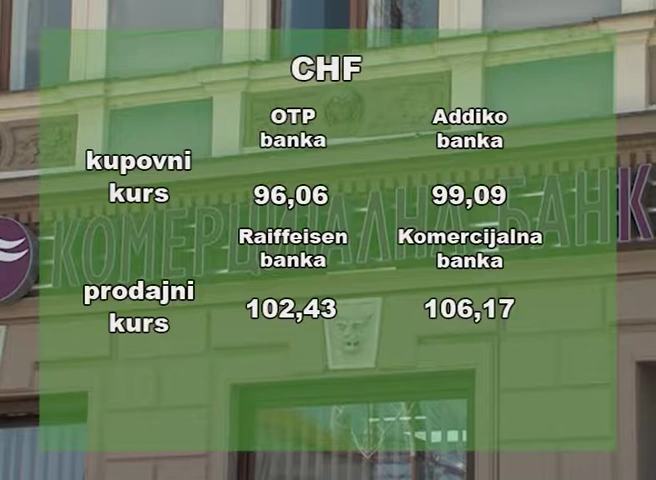 CHF
OTP banka
Addiko banka
kupovni kurs
96,06
99,09
Raiffeisen banka
Komercijalna banka
prodajni kurs
102,43
106,17
КОМЕРЦИЈАЛНА БАНК